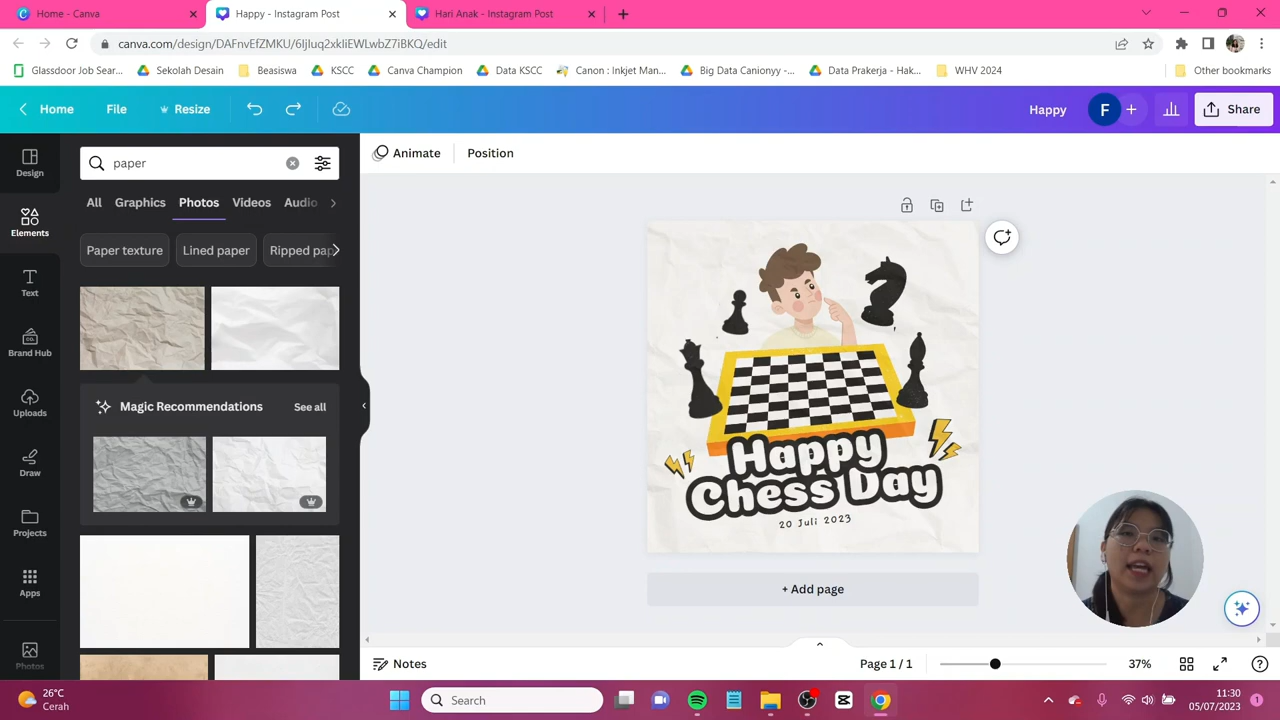 Home - Canva
Happy - Instagram Post
Hari Anak - Instagram Post
canva.com/design/DAFnvEfZMKU/6IjIuq2xkIiEWLwbZ7iBKQ/edit
Glassdoor Job Sear...
Sekolah Desain
Beasiswa
KSCC
Canva Champion
Data KSCC
Canon : Inkjet Man...
Big Data Canionyy -...
Data Prakerja - Hak...
WHV 2024
Other bookmarks
Home
File
Resize
Happy
F
Share
Design
Elements
Text
Brand Hub
Uploads
Draw
Projects
Apps
Photos
paper
All
Graphics
Photos
Videos
Audio
Paper texture
Lined paper
Ripped pap
Magic Recommendations
See all
Animate
Position
Happy
Chess Day
20 Juli 2023
+ Add page
Notes
Page 1 / 1
37%
26°C
Cerah
Search
11:30
05/07/2023
1